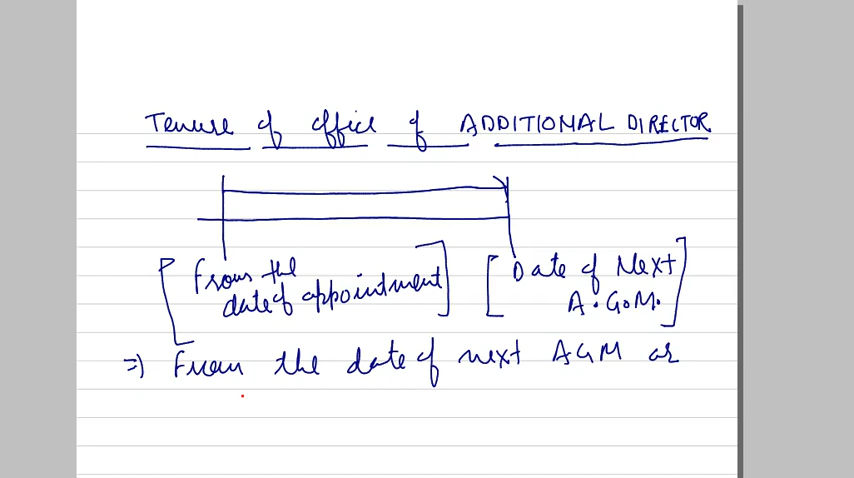 Tenure of office of ADDITIONAL DIRECTOR
[From the
date of appointment]
[Date of Next
A.G.M.]
=) From the date of next AGM or